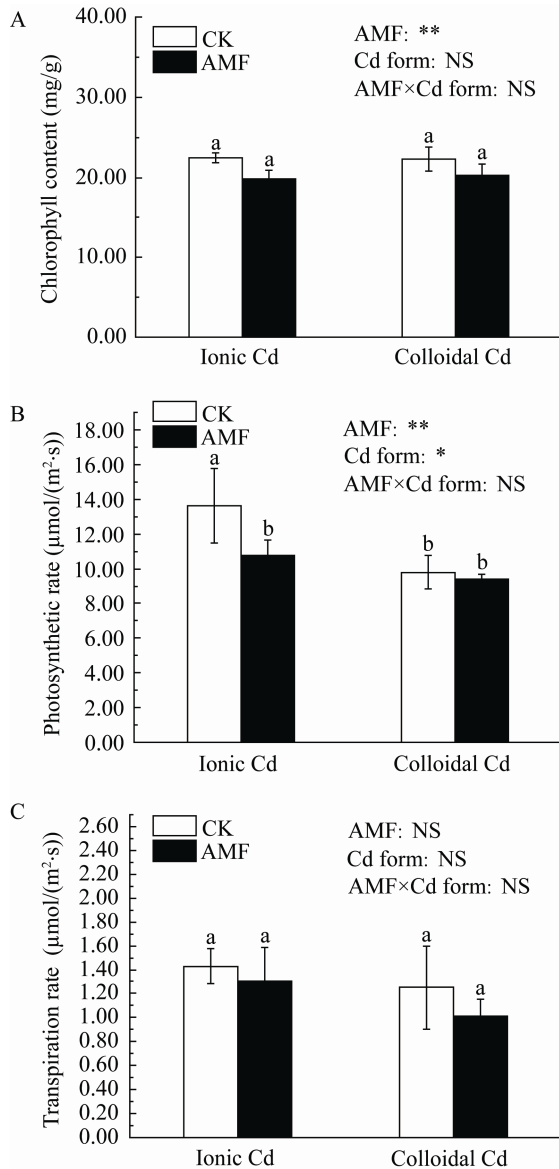 A
Chlorophyll content (mg/g)
40.00
30.00
20.00
10.00
0.00
CK
AMF
AMF: **
Cd form: NS
AMF×Cd form: NS
a
a
a
a
Ionic Cd
Colloidal Cd
B
Photosynthetic rate (μmol/(m²·s))
18.00
16.00
14.00
12.00
10.00
8.00
6.00
4.00
2.00
0.00
CK
AMF
AMF: **
Cd form: *
AMF×Cd form: NS
a
b
b
b
Ionic Cd
Colloidal Cd
C
Transpiration rate (μmol/(m²·s))
2.60
2.40
2.20
2.00
1.80
1.60
1.40
1.20
1.00
0.80
0.60
0.40
0.20
0.00
CK
AMF
AMF: NS
Cd form: NS
AMF×Cd form: NS
a
a
a
a
Ionic Cd
Colloidal Cd